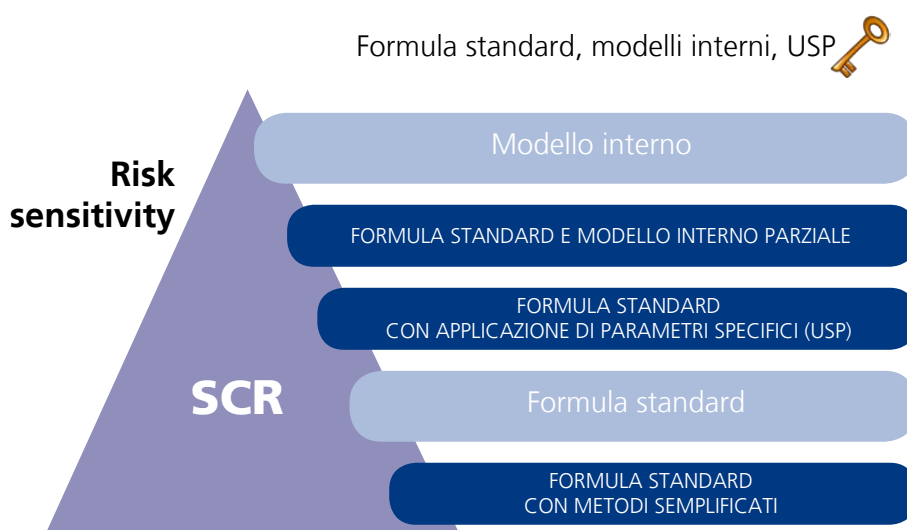 Formula standard, modelli interni, USP
Modello interno
Risk
sensitivity
FORMULA STANDARD E MODELLO INTERNO PARZIALE
FORMULA STANDARD
CON APPLICAZIONE DI PARAMETRI SPECIFICI (USP)
SCR
Formula standard
FORMULA STANDARD
CON METODI SEMPLIFICATI